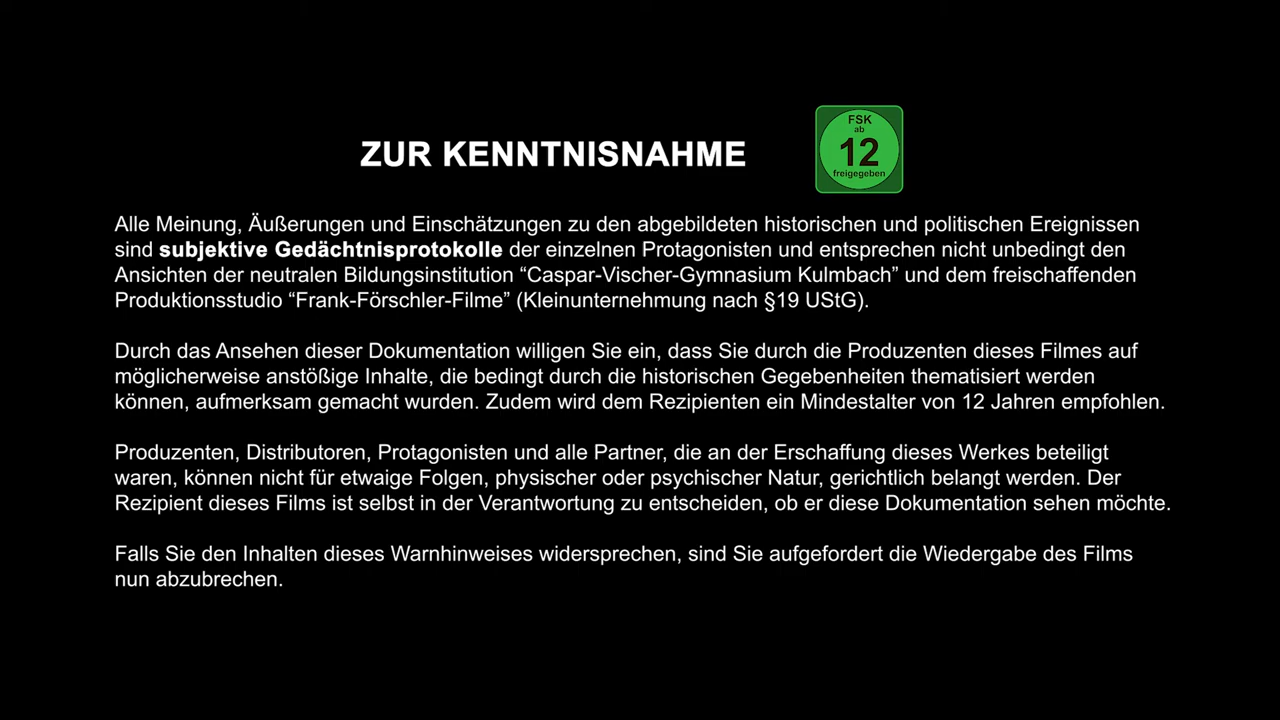 ZUR KENNTNISNAHME
FSK
ab
12
freigegeben
Alle Meinung, Äußerungen und Einschätzungen zu den abgebildeten historischen und politischen Ereignissen
sind subjektive Gedächtnisprotokolle der einzelnen Protagonisten und entsprechen nicht unbedingt den
Ansichten der neutralen Bildungsinstitution “Caspar-Vischer-Gymnasium Kulmbach” und dem freischaffenden
Produktionsstudio “Frank-Förschler-Filme” (Kleinunternehmung nach §19 UStG).
Durch das Ansehen dieser Dokumentation willigen Sie ein, dass Sie durch die Produzenten dieses Filmes auf
möglicherweise anstößige Inhalte, die bedingt durch die historischen Gegebenheiten thematisiert werden
können, aufmerksam gemacht wurden. Zudem wird dem Rezipienten ein Mindestalter von 12 Jahren empfohlen.
Produzenten, Distributoren, Protagonisten und alle Partner, die an der Erschaffung dieses Werkes beteiligt
waren, können nicht für etwaige Folgen, physischer oder psychischer Natur, gerichtlich belangt werden. Der
Rezipient dieses Films ist selbst in der Verantwortung zu entscheiden, ob er diese Dokumentation sehen möchte.
Falls Sie den Inhalten dieses Warnhinweises widersprechen, sind Sie aufgefordert die Wiedergabe des Films
nun abzubrechen.